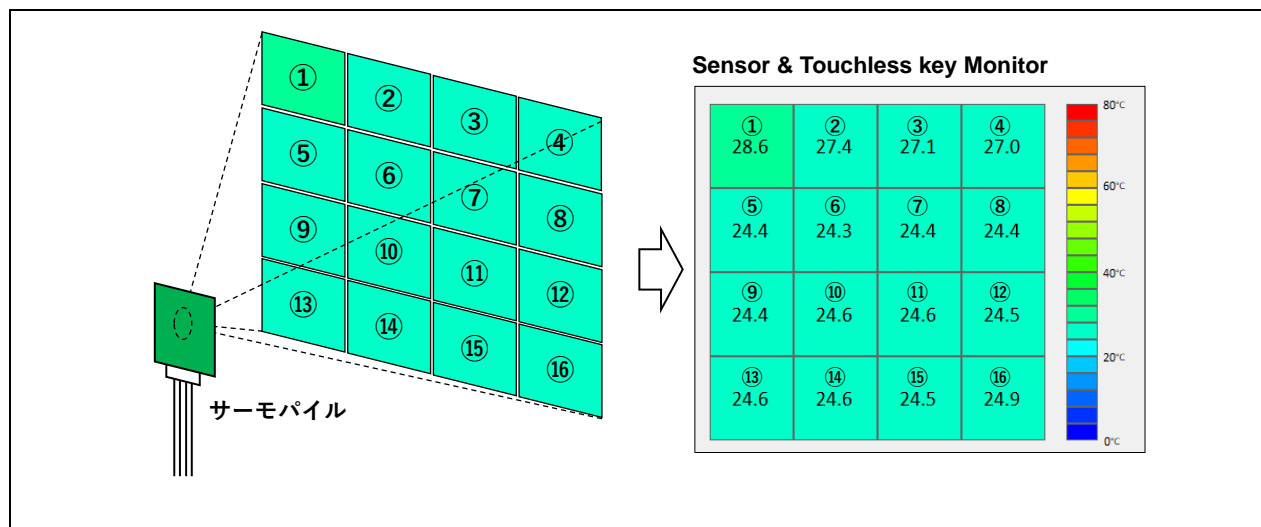 ① ② ③ ④
⑤ ⑥ ⑦ ⑧
⑨ ⑩ ⑪ ⑫
⑬ ⑭ ⑮ ⑯
サーモパイル
Sensor & Touchless key Monitor
① ② ③ ④
28.6 27.4 27.1 27.0
⑤ ⑥ ⑦ ⑧
24.4 24.3 24.4 24.4
⑨ ⑩ ⑪ ⑫
24.4 24.6 24.6 24.5
⑬ ⑭ ⑮ ⑯
24.6 24.6 24.5 24.9
80℃
60℃
40℃
20℃
0℃